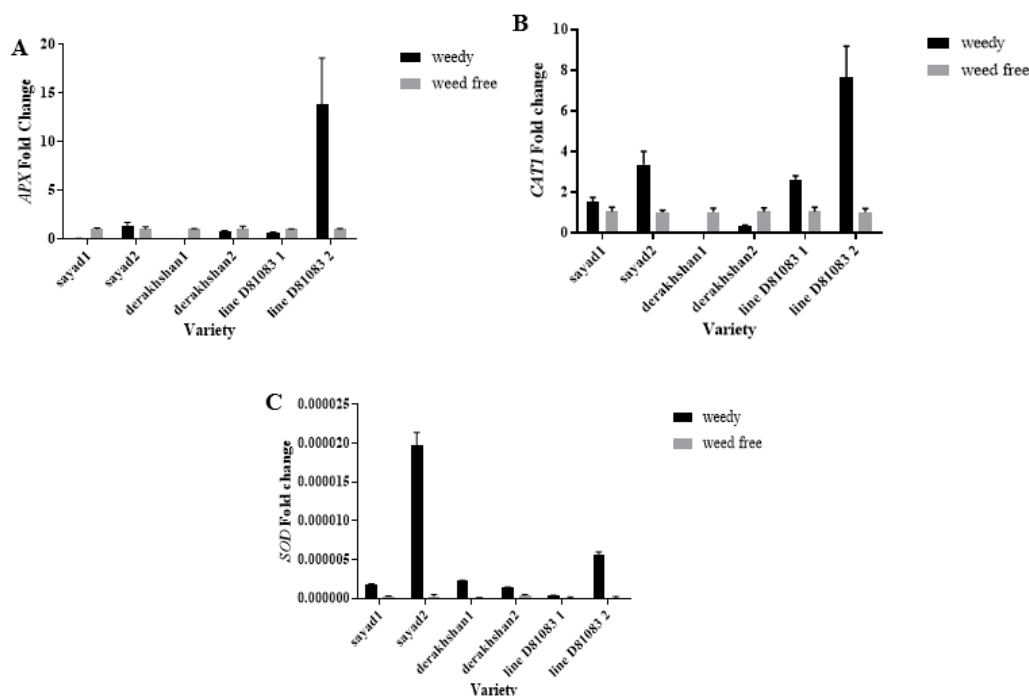 A
APX Fold Change
20
15
10
5
0
sayad1
sayad2
derakhshan1
derakhshan2
line D81083 1
line D81083 2
Variety
weedy
weed free
B
CAT1 Fold change
10
8
6
4
2
0
sayad1
sayad2
derakhshan1
derakhshan2
line D81083 1
line D81083 2
Variety
weedy
weed free
C
SOD Fold change
0.000025
0.000020
0.000015
0.000010
0.000005
0.000000
sayad1
sayad2
derakhshan1
derakhshan2
line D81083 1
line D81083 2
Variety
weedy
weed free